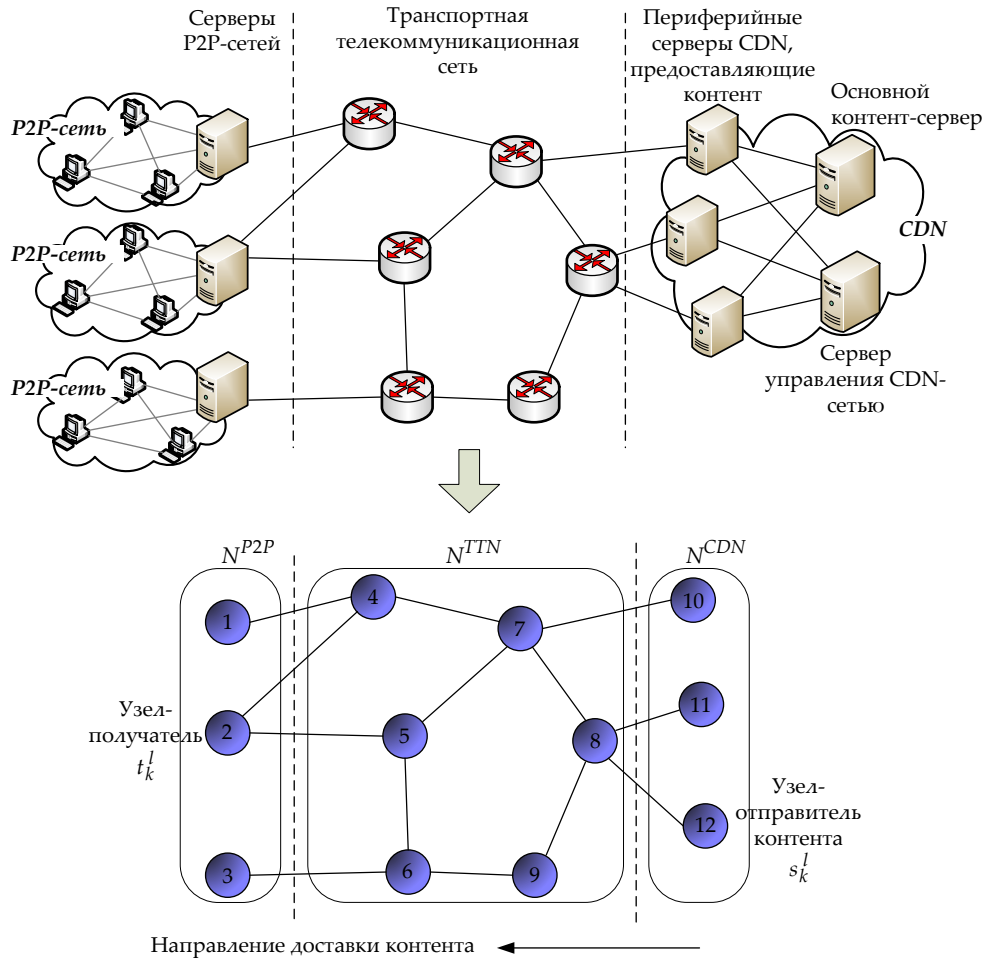 Серверы
P2P-сетей
Транспортная
телекоммуникационная
сеть
Периферийные
серверы CDN,
предоставляющие
контент
Основной
контент-сервер
P2P-сеть
P2P-сеть
P2P-сеть
CDN
Сервер
управления CDN-
сетью
N^{P2P}
N^{TTN}
N^{CDN}
1
4
7
10
Узел-
получатель
t_k^l
2
5
8
11
3
6
9
12
Узел-
отправитель
контента
s_k^l
Направление доставки контента